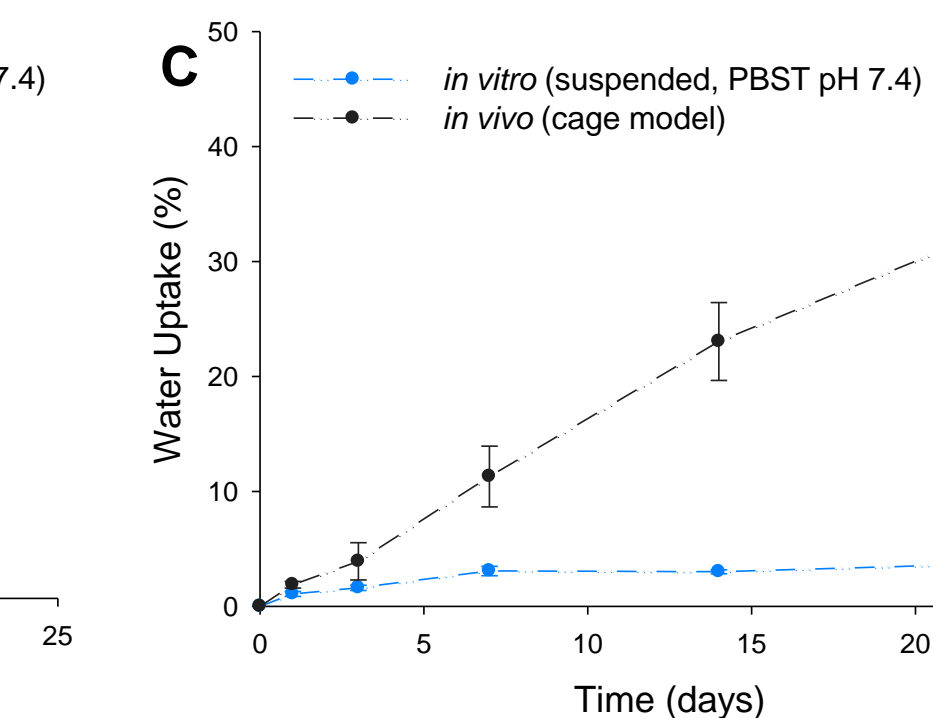 7.4)
25
C
in vitro (suspended, PBST pH 7.4)
in vivo (cage model)
Water Uptake (%)
50
40
30
20
10
0
0 5 10 15 20
Time (days)